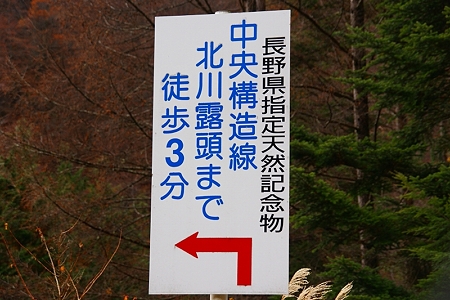 長野県指定天然記念物
中央構造線
北川露頭まで
徒歩3分